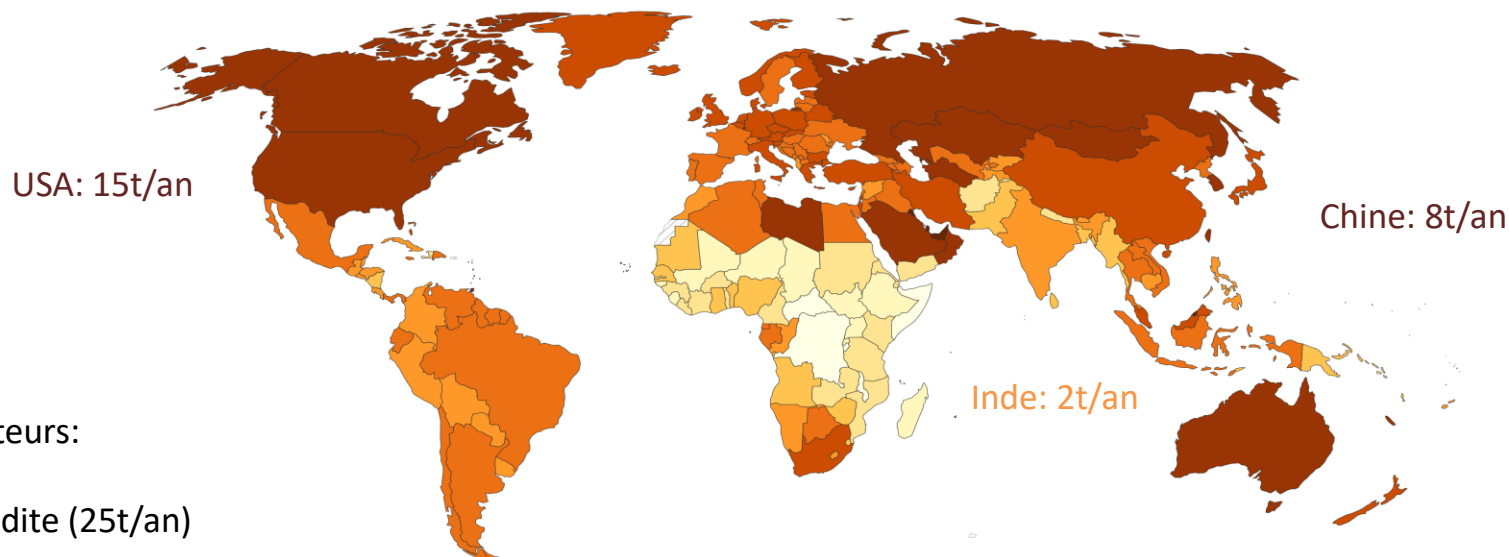 USA: 15t/an
Chine: 8t/an
Inde: 2t/an
teurs:
dite (25t/an)